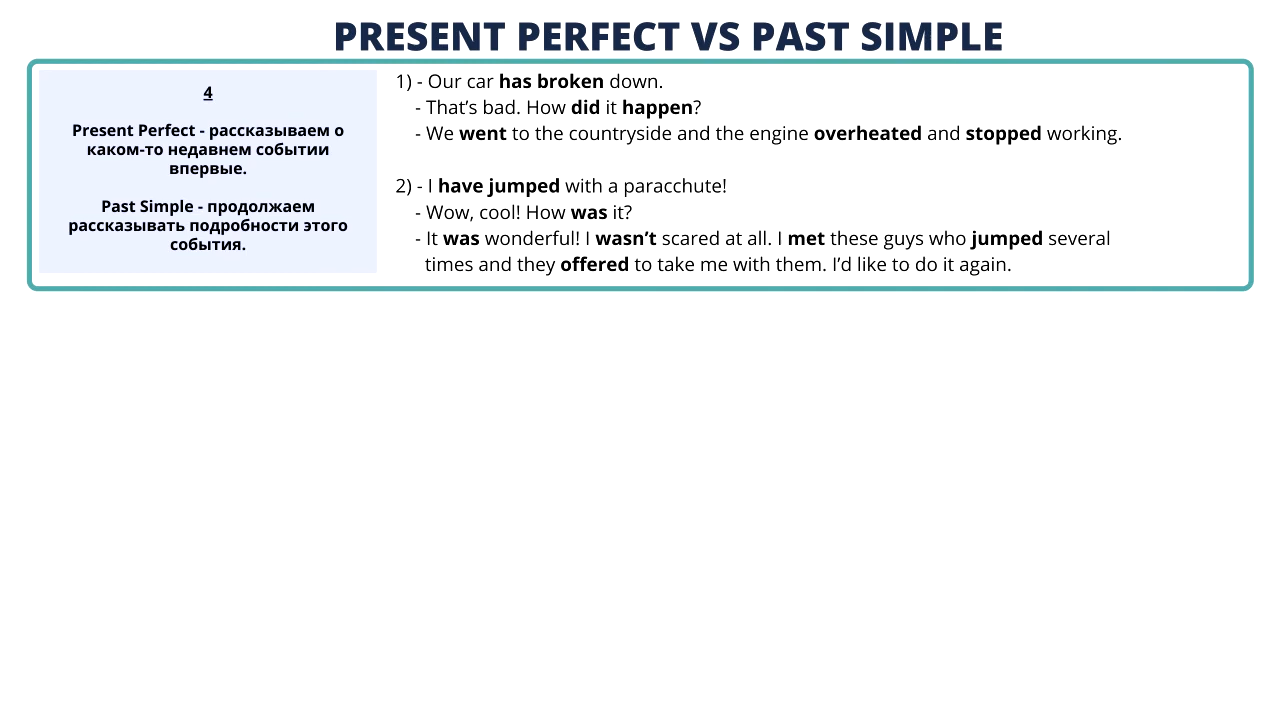 PRESENT PERFECT VS PAST SIMPLE
4
Present Perfect - рассказываем о
каком-то недавнем событии
впервые.
Past Simple - продолжаем
рассказывать подробности этого
события.
1) - Our car has broken down.
- That’s bad. How did it happen?
- We went to the countryside and the engine overheated and stopped working.
2) - I have jumped with a paracchute!
- Wow, cool! How was it?
- It was wonderful! I wasn’t scared at all. I met these guys who jumped several
times and they offered to take me with them. I’d like to do it again.